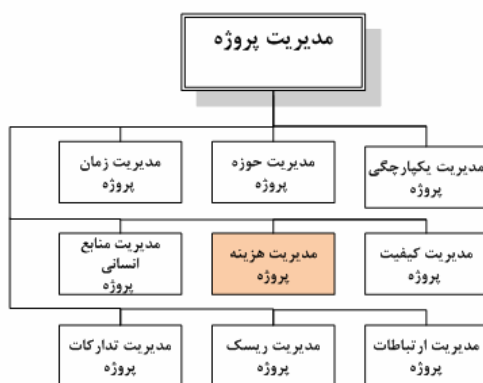 مدیریت پروژه
مدیریت یکپارچگی
پروژه
مدیریت حوزه
پروژه
مدیریت زمان
پروژه
مدیریت کیفیت
پروژه
مدیریت هزینه
پروژه
مدیریت منابع
انسانی
پروژه
مدیریت ارتباطات
پروژه
مدیریت ریسک
پروژه
مدیریت تدارکات
پروژه